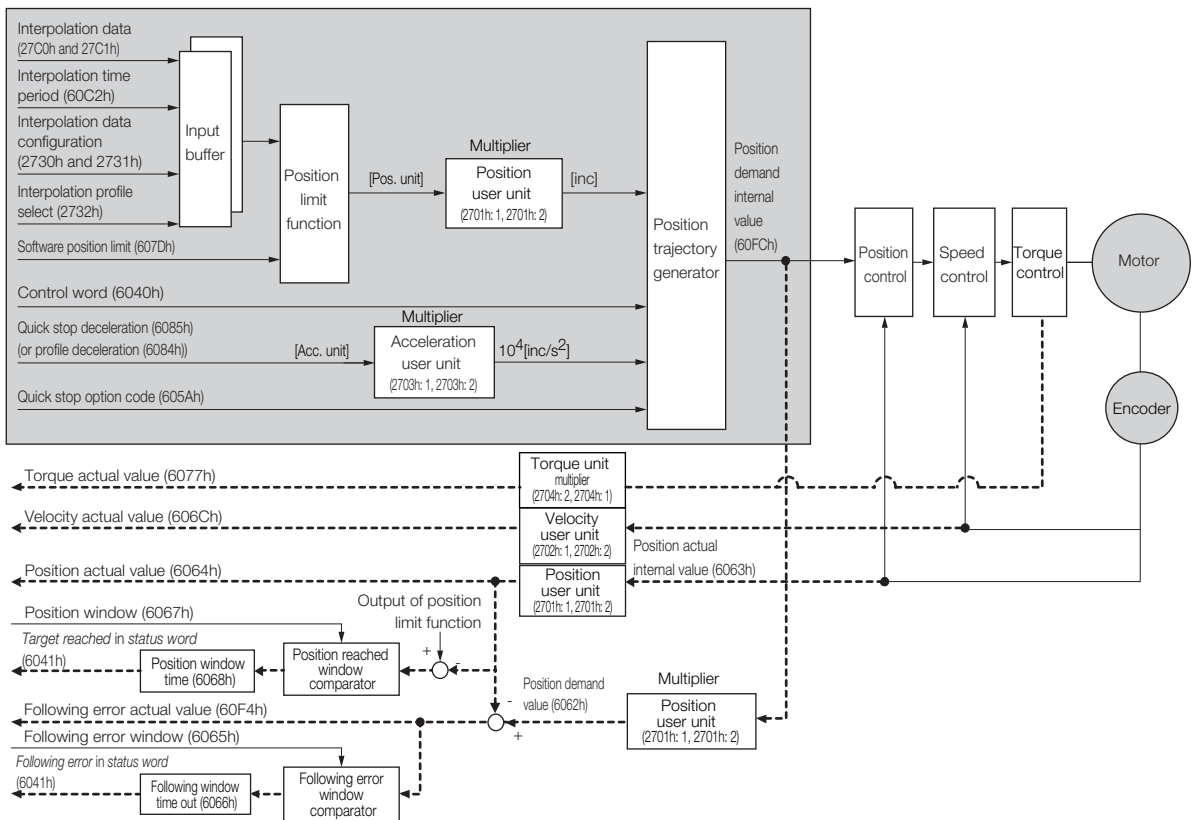 Interpolation data
(27C0h and 27C1h)
Interpolation time
period (60C2h)
Interpolation data
configuration
(2730h and 2731h)
Interpolation profile
select (2732h)
Software position limit (607Dh)
Control word (6040h)
Quick stop deceleration (6085h)
(or profile deceleration (6084h))
Quick stop option code (605Ah)
Input
buffer
Position
limit
function
[Pos. unit]
Multiplier
Position
user unit
(2701h: 1, 2701h: 2)
[inc]
[Acc. unit]
Multiplier
Acceleration
user unit
(2703h: 1, 2703h: 2)
10^4[inc/s^2]
Position
trajectory
generator
Position
demand
internal
value
(60FCh)
Position
control
Speed
control
Torque
control
Motor
Encoder
Torque actual value (6077h)
Torque unit
multiplier
(2704h: 2, 2704h: 1)
Velocity actual value (606Ch)
Velocity
user unit
(2702h: 1, 2702h: 2)
Position actual
internal value (6063h)
Position actual value (6064h)
Position
user unit
(2701h: 1, 2701h: 2)
Position window (6067h)
Output of position
limit function
Target reached in status word
(6041h)
Position window
time (6068h)
Position reached
window
comparator
+
-
Position demand
value (6062h)
-
+
Multiplier
Position
user unit
(2701h: 1, 2701h: 2)
Following error actual value (60F4h)
Following error window (6065h)
Following error in status word
(6041h)
Following window
time out (6066h)
Following error
window
comparator